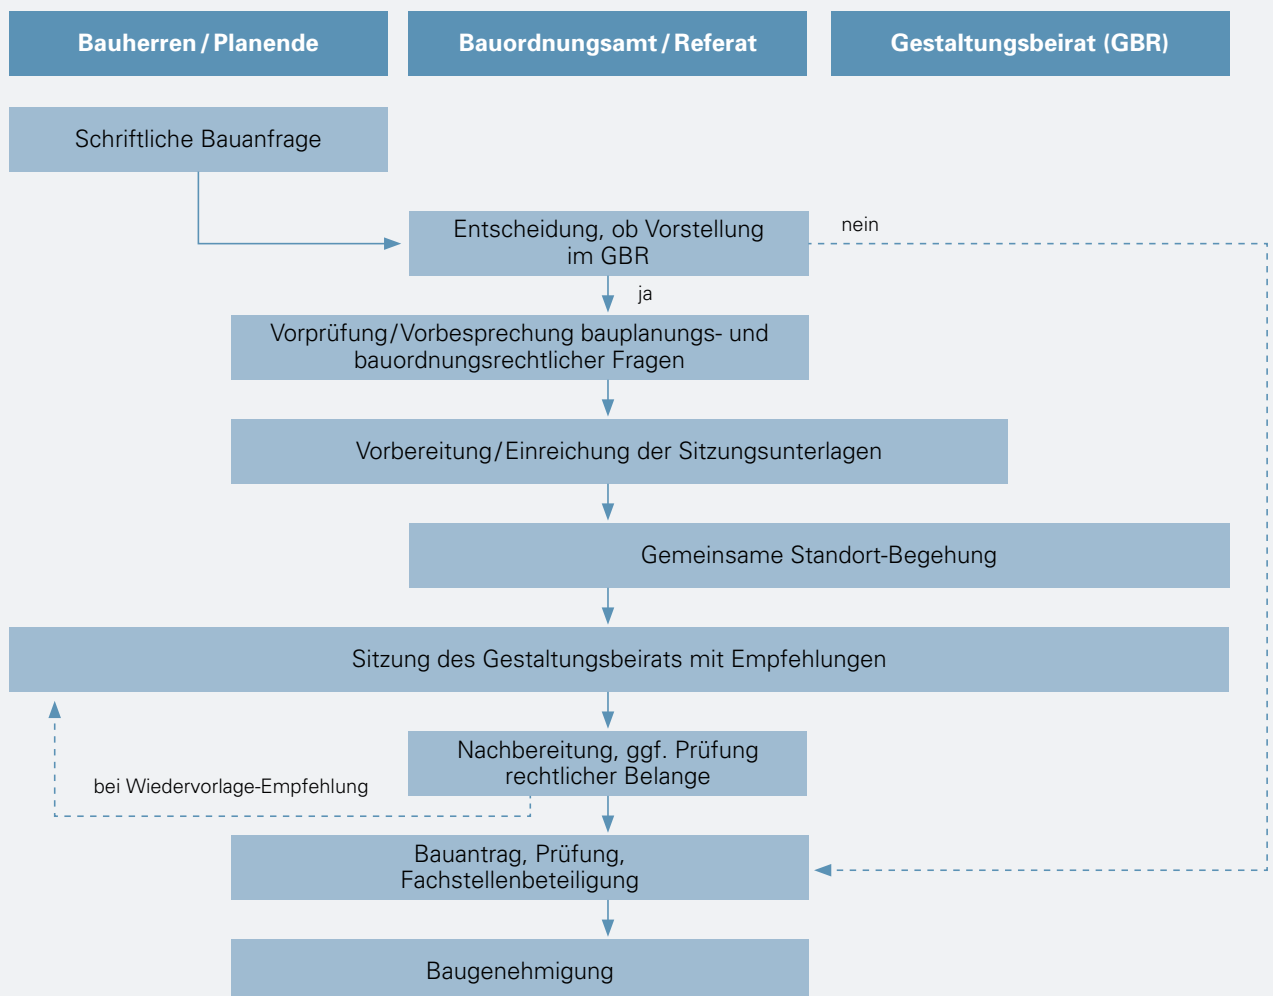 Bauherren / Planende
Bauordnungsamt / Referat
Gestaltungsbeirat (GBR)
Schriftliche Bauanfrage
Entscheidung, ob Vorstellung
im GBR
nein
ja
Vorprüfung/Vorbesprechung bauplanungs- und
bauordnungsrechtlicher Fragen
Vorbereitung/Einreichung der Sitzungsunterlagen
Gemeinsame Standort-Begehung
Sitzung des Gestaltungsbeirats mit Empfehlungen
Nachbereitung, ggf. Prüfung
rechtlicher Belange
bei Wiedervorlage-Empfehlung
Bauantrag, Prüfung,
Fachstellenbeteiligung
Baugenehmigung